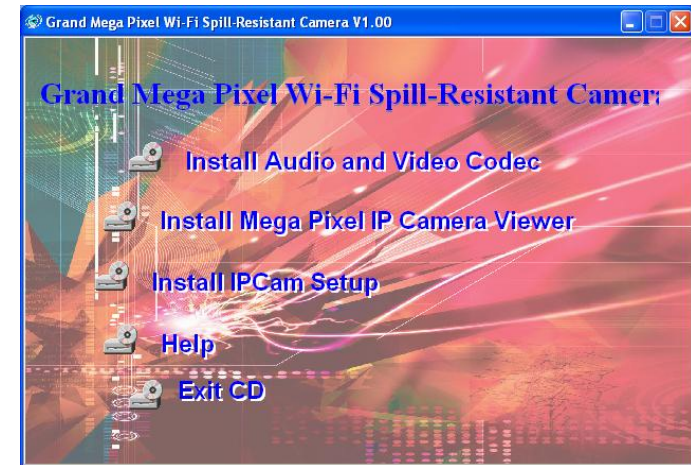 Grand Mega Pixel Wi-Fi Spill-Resistant Camera V1.00
Grand Mega Pixel Wi-Fi Spill-Resistant Camera
Install Audio and Video Codec
Install Mega Pixel IP Camera Viewer
Install IPCam Setup
Help
Exit CD